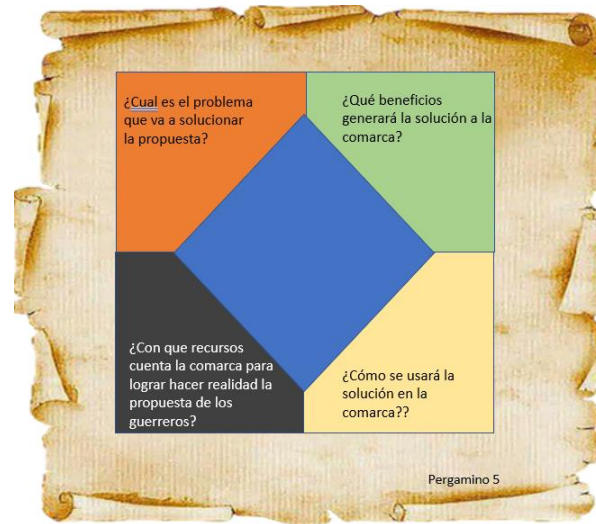 ¿Cual es el problema
que va a solucionar
la propuesta?
¿Qué beneficios
generará la solución a la
comarca?
¿Con que recursos
cuenta la comarca para
lograr hacer realidad la
propuesta de los
guerreros?
¿Cómo se usará la
solución en la
comarca??
Pergamino 5